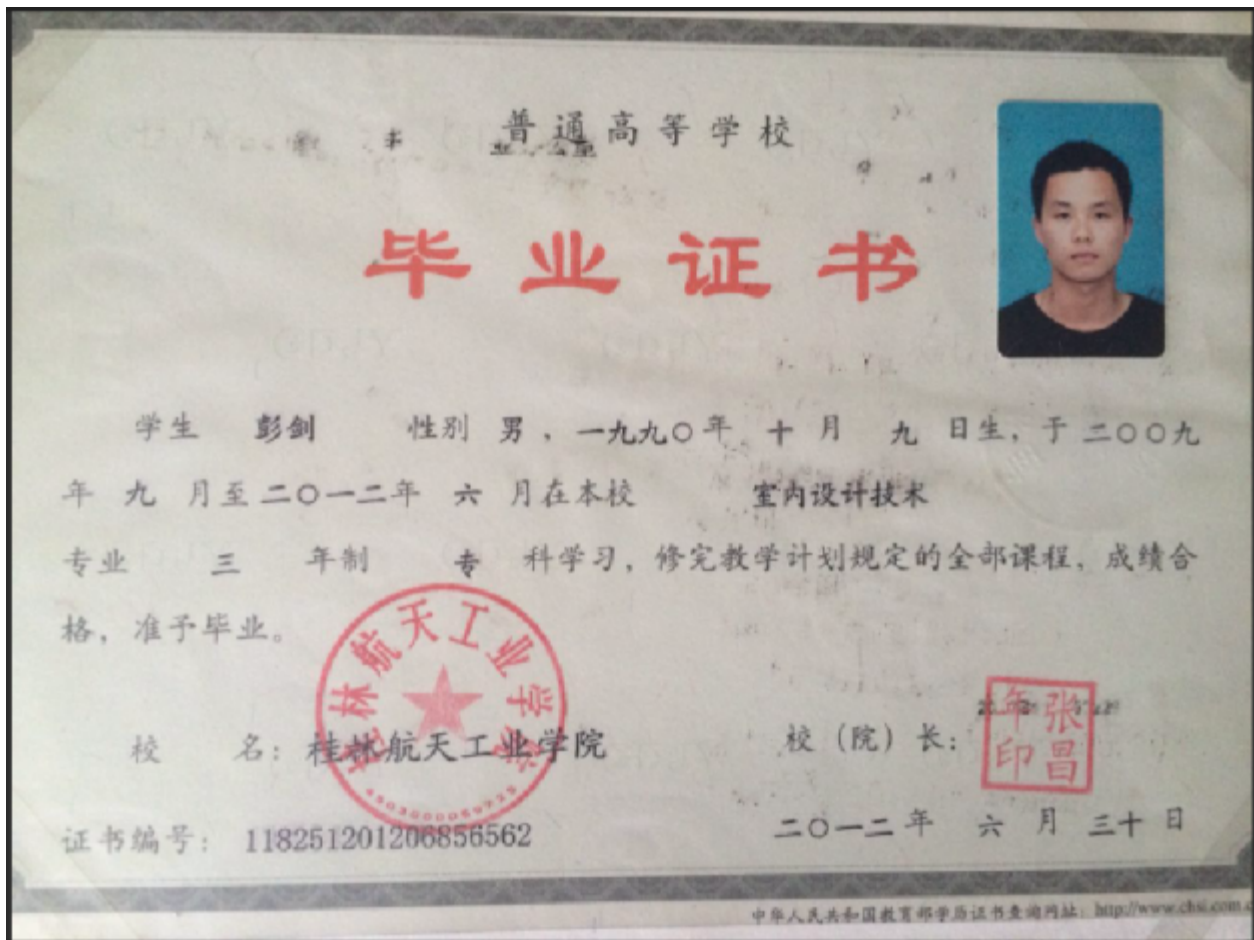 普通高等学校
毕业证书
学生 彭剑 性别 男，一九九〇年 十 月 九 日生，于二〇〇九
年 九 月至二〇一二年 六 月在本校 室内设计技术
专业 三 年制 专 科学习，修完教学计划规定的全部课程，成绩合
格，准予毕业。
桂林航天工业学院
校 名：桂林航天工业学院
校（院）长：
张昌年印
证书编号：118251201206856562
二〇一二年 六 月 三十 日
中华人民共和国教育部学历证书查询网址：http://www.chsi.com.c